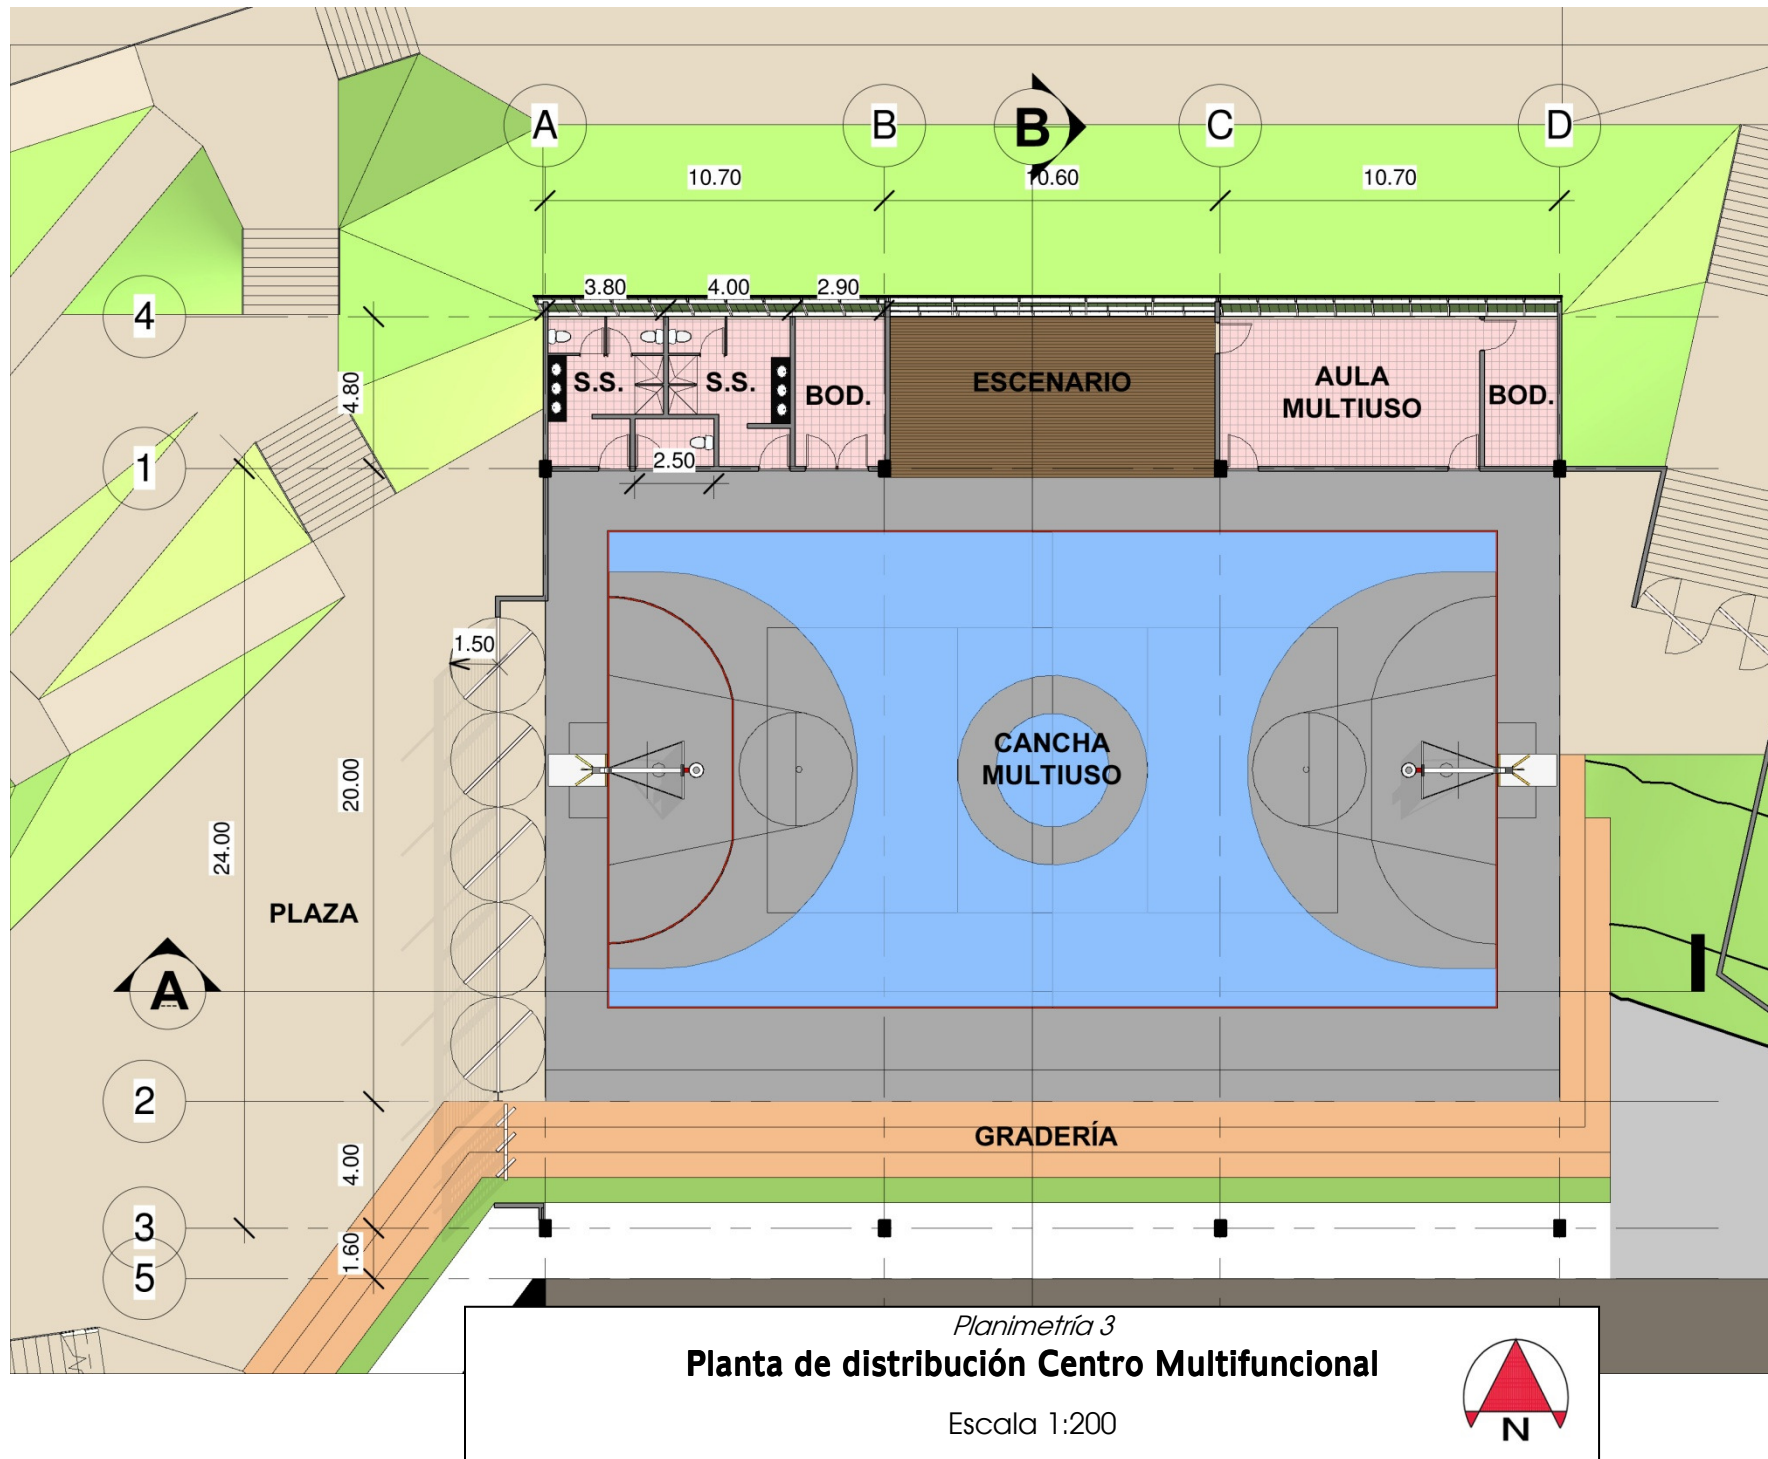 A
B
B
C
D
10.70
10.60
10.70
3.80
4.00
2.90
4
4.80
S.S.
S.S.
BOD.
ESCENARIO
AULA
MULTIUSO
BOD.
1
2.50
1.50
CANCHA
MULTIUSO
20.00
24.00
PLAZA
A
2
GRADERÍA
4.00
3
1.60
5
Planimetría 3
Planta de distribución Centro Multifuncional
Escala 1:200
N